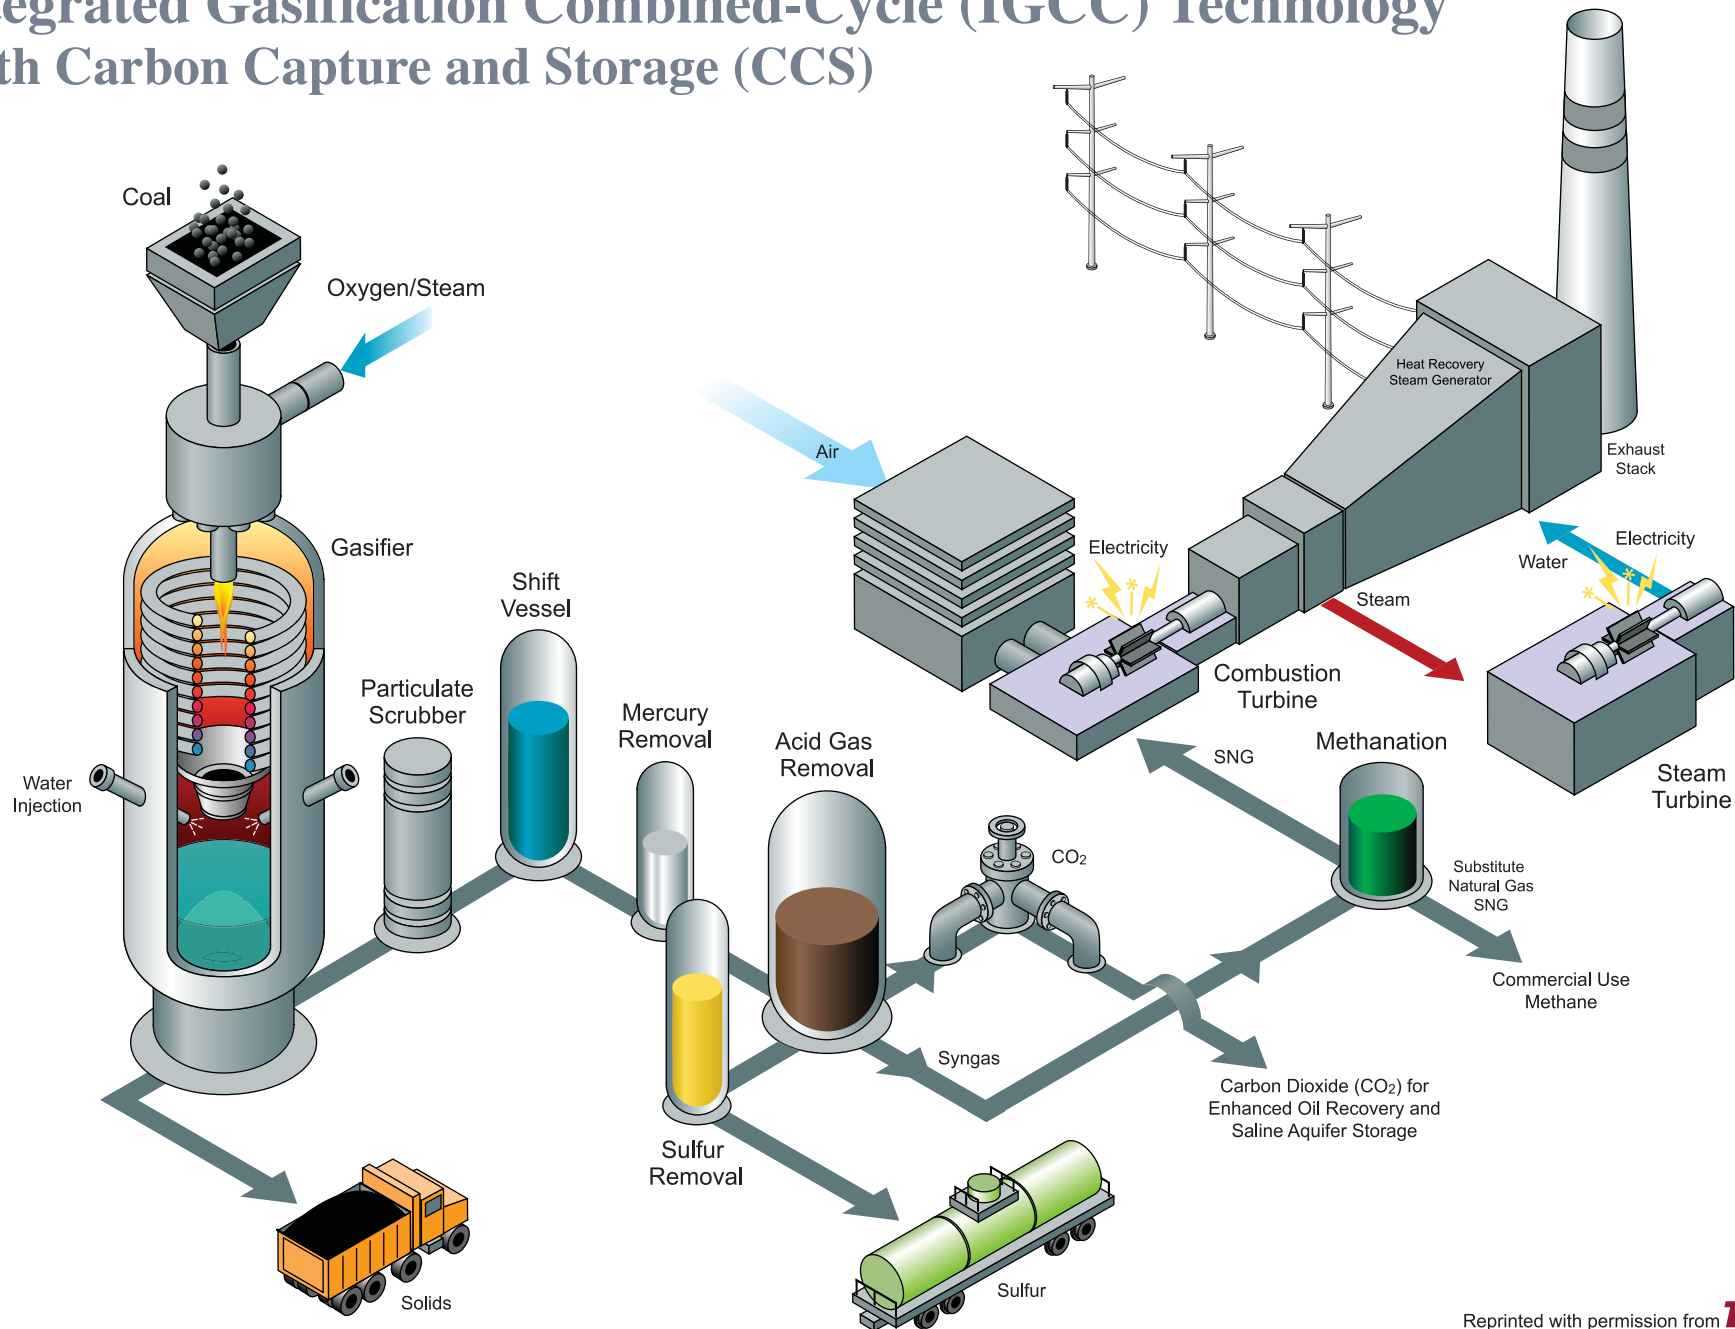 Gasification Combined-Cycle (IGCC) Technology
Carbon Capture and Storage (CCS)
Coal
Oxygen/Steam
Gasifier
Water
Injection
Particulate
Scrubber
Shift
Vessel
Mercury
Removal
Acid Gas
Removal
Sulfur
Removal
Solids
Sulfur
Syngas
CO₂
Carbon Dioxide (CO₂) for
Enhanced Oil Recovery and
Saline Aquifer Storage
Air
Electricity
Combustion
Turbine
Heat Recovery
Steam Generator
Exhaust
Stack
Water
Electricity
Steam
Steam
Turbine
SNG
Methanation
Substitute
Natural Gas
SNG
Commercial Use
Methane
Reprinted with permission from